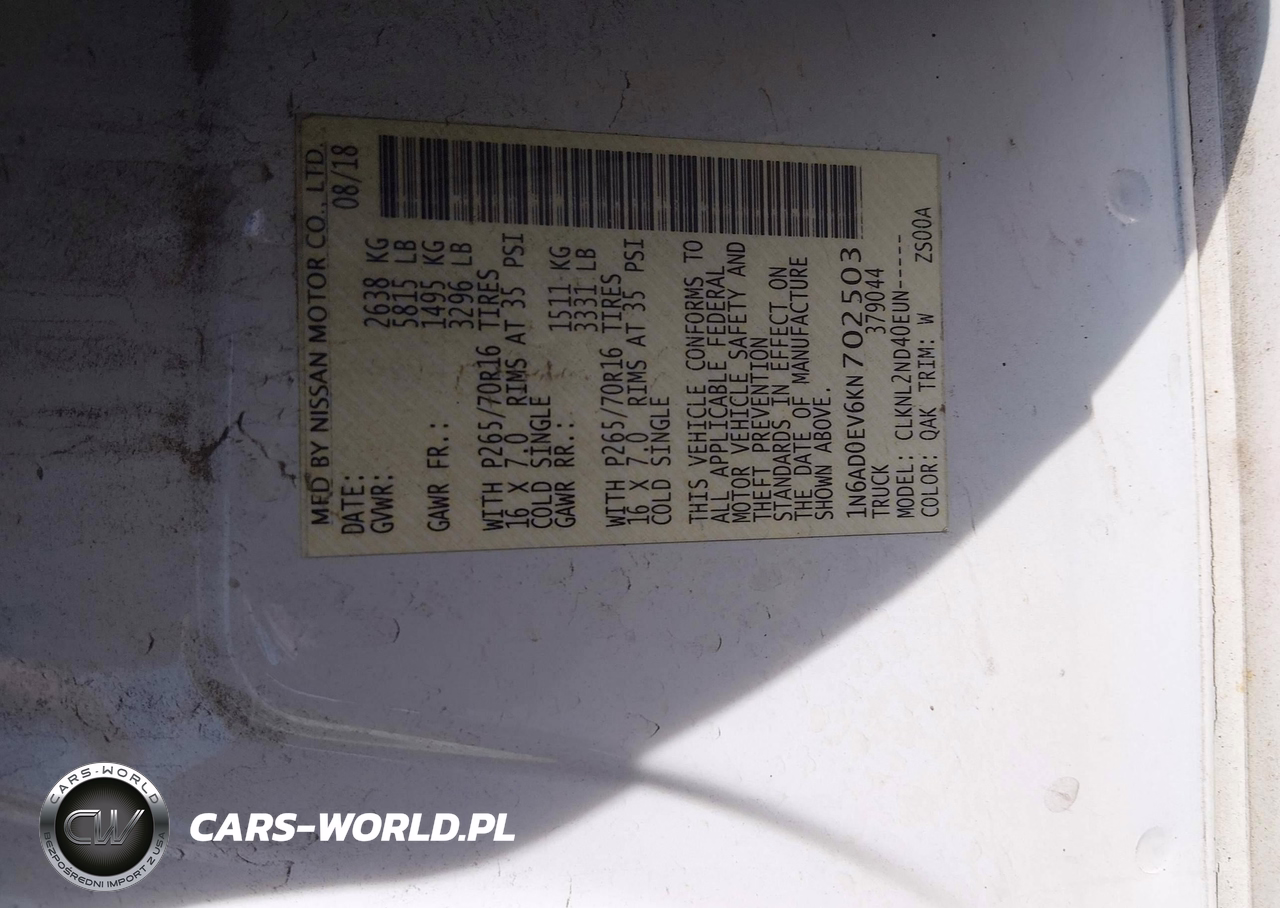 MFD BY NISSAN MOTOR CO., LTD.
DATE: 08/18
GVWR: 2638 KG
5815 LB
GAWR FR.: 1495 KG
3296 LB
WITH P265/70R16 TIRES
16 X 7.0 RIMS AT 35 PSI
COLD SINGLE
GAWR RR.: 1511 KG
3331 LB
WITH P265/70R16 TIRES
16 X 7.0 RIMS AT 35 PSI
COLD SINGLE
THIS VEHICLE CONFORMS TO
ALL APPLICABLE FEDERAL
MOTOR VEHICLE SAFETY AND
THEFT PREVENTION
STANDARDS IN EFFECT ON
THE DATE OF MANUFACTURE
SHOWN ABOVE.
1N6AD0EV6KN702503
TRUCK 379044
MODEL: CLKNL2ND40EUN-----
COLOR: QAK TRIM: W ZS00A
CARS-WORLD
CW
BEZPOŚREDNI IMPORT Z USA
CARS-WORLD.PL